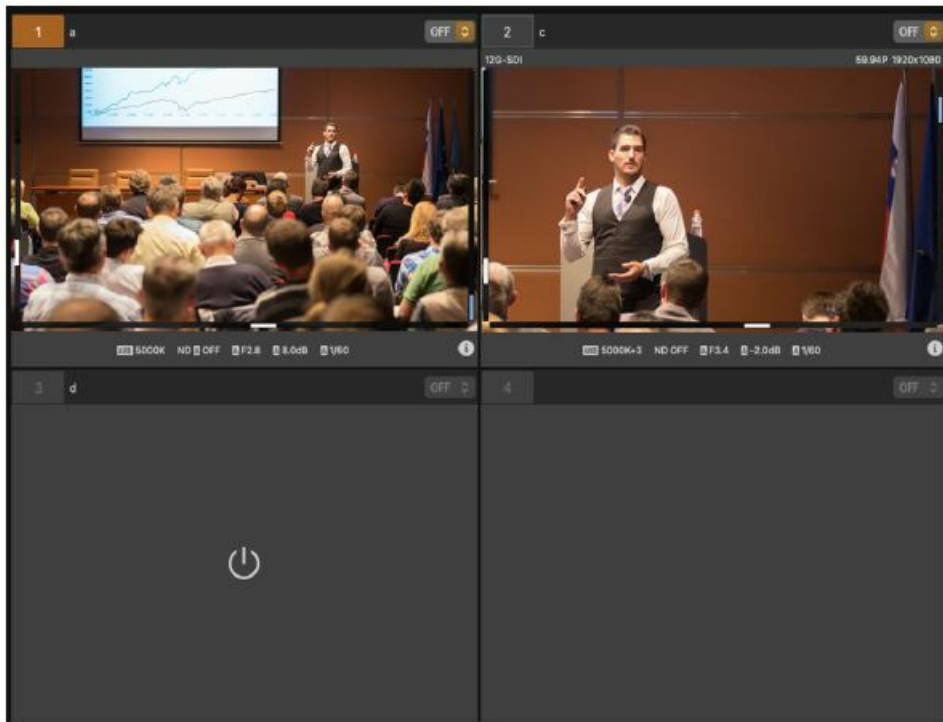 1 a OFF
2 c OFF
12G-SDI 59.94P 1920x1080
5000K ND A OFF A F2.8 A 8.0dB A 1/60
5000K+3 ND OFF A F3.4 A -2.0dB A 1/60
3 d OFF
4 OFF